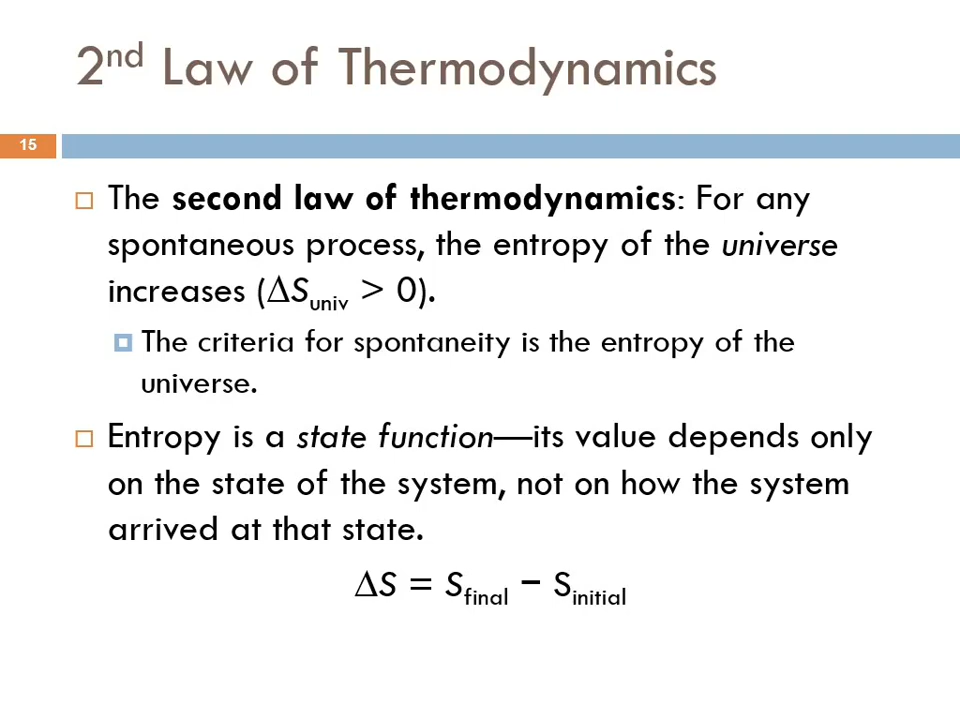 2nd Law of Thermodynamics
15
The second law of thermodynamics: For any
spontaneous process, the entropy of the universe
increases (∆Suniv > 0).
The criteria for spontaneity is the entropy of the
universe.
Entropy is a state function—its value depends only
on the state of the system, not on how the system
arrived at that state.
∆S = Sfinal − Sinitial